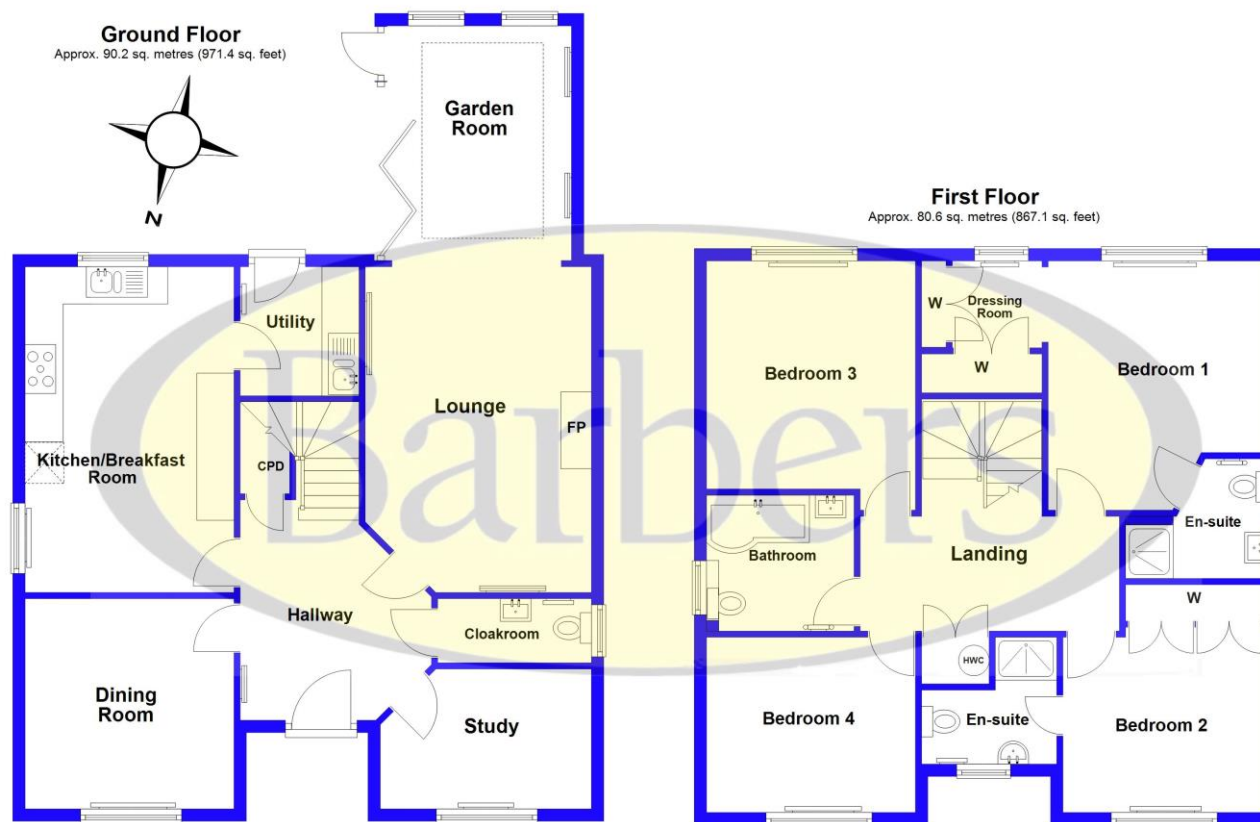 Ground Floor
Approx. 90.2 sq. metres (971.4 sq. feet)
N
Garden
Room
Utility
Lounge
FP
Kitchen/Breakfast
Room
CPD
Hallway
Cloakroom
Dining
Room
Study
First Floor
Approx. 80.6 sq. metres (867.1 sq. feet)
W
Dressing
Room
W
Bedroom 3
Bedroom 1
Bathroom
Landing
En-suite
W
HWC
Bedroom 4
En-suite
Bedroom 2
Barbers